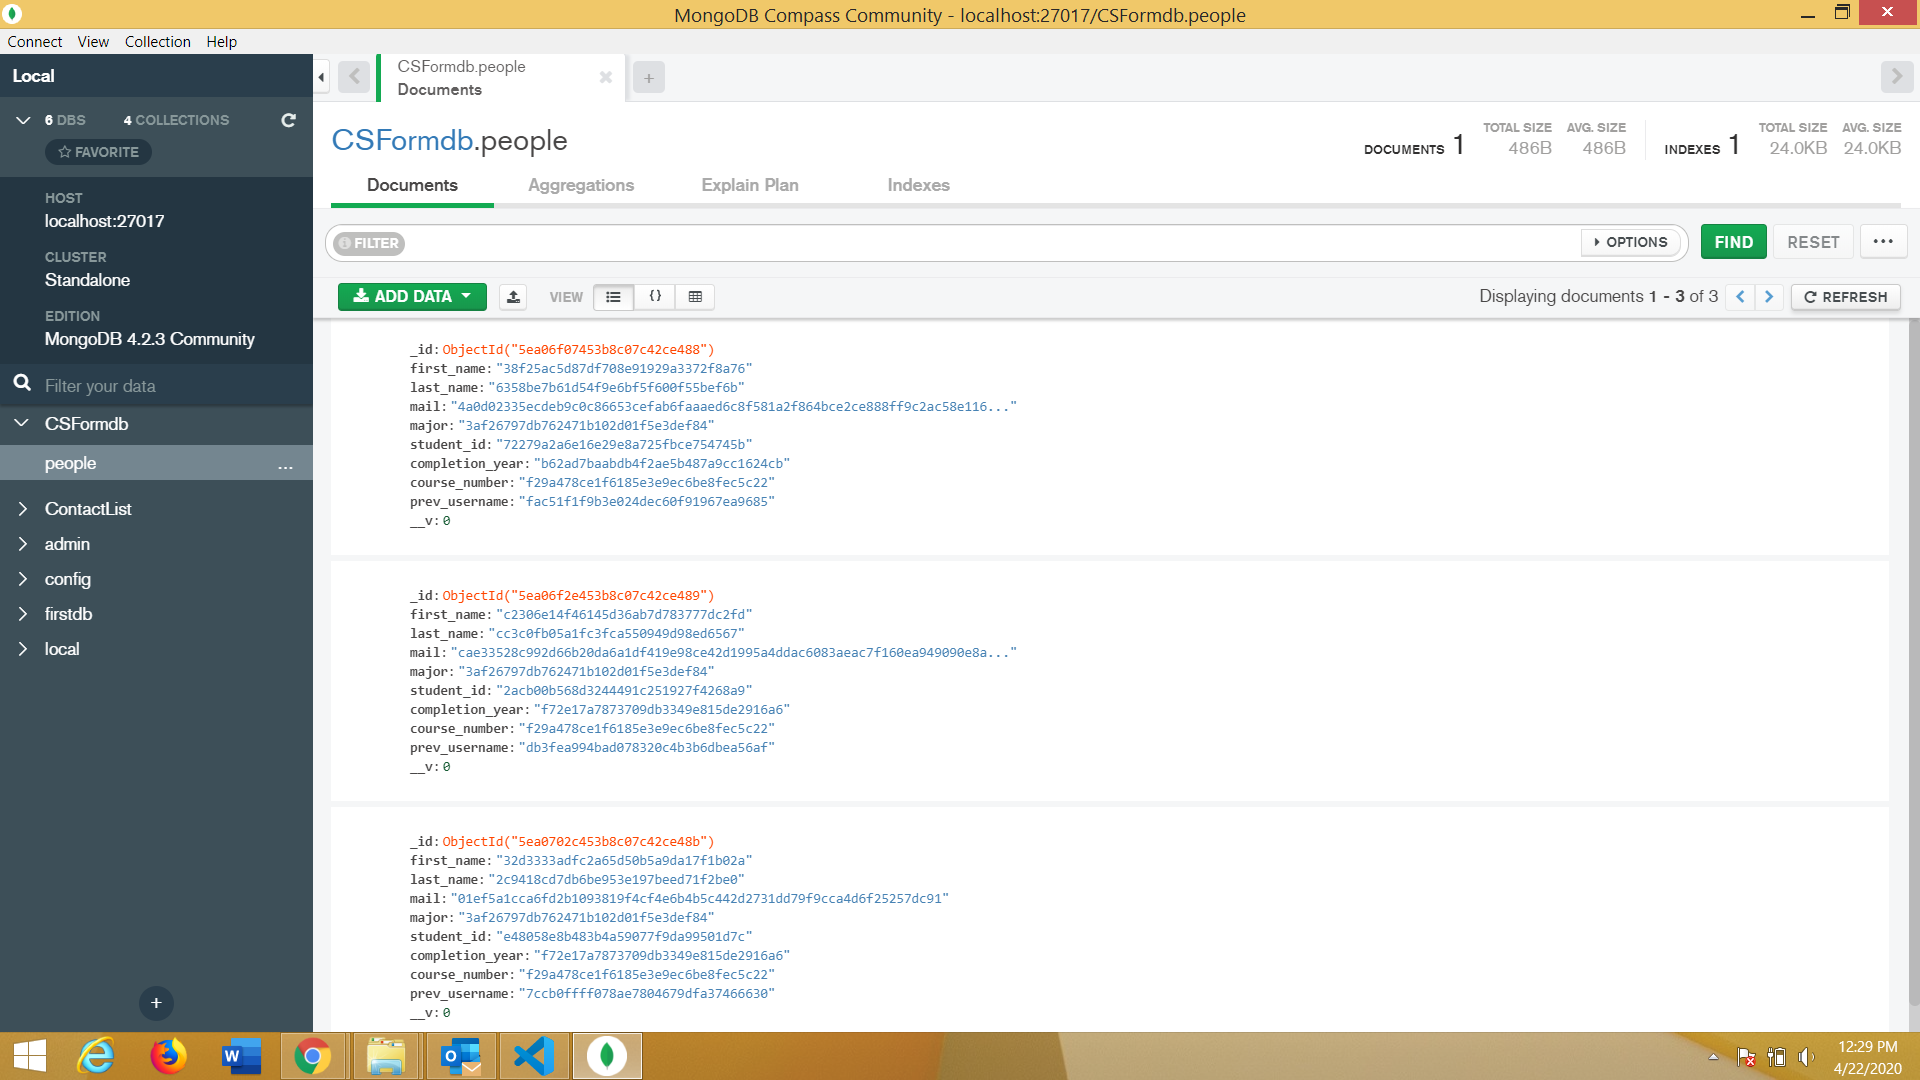 MongoDB Compass Community - localhost:27017/CSFormdb.people
Connect View Collection Help
Local
6 DBS 4 COLLECTIONS
FAVORITE
HOST
localhost:27017
CLUSTER
Standalone
EDITION
MongoDB 4.2.3 Community
Filter your data
CSFormdb
people ...
ContactList
admin
config
firstdb
local
+
CSFormdb.people
Documents
+
CSFormdb.people
DOCUMENTS 1 TOTAL SIZE 486B AVG. SIZE 486B INDEXES 1 TOTAL SIZE 24.0KB AVG. SIZE 24.0KB
Documents Aggregations Explain Plan Indexes
FILTER OPTIONS FIND RESET ...
ADD DATA VIEW {} Displaying documents 1 - 3 of 3 REFRESH
_id: ObjectId("5ea06f07453b8c07c42ce488")
first_name: "38f25ac5d87df708e91929a3372f8a76"
last_name: "6358be7b61d54f9e6bf5f600f55bef6b"
mail: "4a0d02335ecdeb9c0c86653cefab6faaaed6c8f581a2f864bce2ce888ff9c2ac58e116..."
major: "3af26797db762471b102d01f5e3def84"
student_id: "72279a2a6e16e29e8a725fbce754745b"
completion_year: "b62ad7baabdb4f2ae5b487a9cc1624cb"
course_number: "f29a478ce1f6185e3e9ec6be8fec5c22"
prev_username: "fac51f1f9b3e024dec60f91967ea9685"
__v: 0
_id: ObjectId("5ea06f2e453b8c07c42ce489")
first_name: "c2306e14f46145d36ab7d783777dc2fd"
last_name: "cc3c0fb05a1fc3fca550949d98ed6567"
mail: "cae33528c992d66b20da6a1df419e98ce42d1995a4ddac6083aeac7f160ea949090e8a..."
major: "3af26797db762471b102d01f5e3def84"
student_id: "2acb00b568d3244491c251927f4268a9"
completion_year: "f72e17a7873709db3349e815de2916a6"
course_number: "f29a478ce1f6185e3e9ec6be8fec5c22"
prev_username: "db3fea994bad078320c4b3b6dbea56af"
__v: 0
_id: ObjectId("5ea0702c453b8c07c42ce48b")
first_name: "32d3333adfc2a65d50b5a9da17f1b02a"
last_name: "2c9418cd7db6be953e197beed71f2be0"
mail: "01ef5a1cca6fd2b1093819f4cf4e6b4b5c442d2731dd79f9cca4d6f25257dc91"
major: "3af26797db762471b102d01f5e3def84"
student_id: "e48058e8b483b4a59077f9da99501d7c"
completion_year: "f72e17a7873709db3349e815de2916a6"
course_number: "f29a478ce1f6185e3e9ec6be8fec5c22"
prev_username: "7ccb0ffff078ae7804679dfa37466630"
__v: 0
12:29 PM
4/22/2020